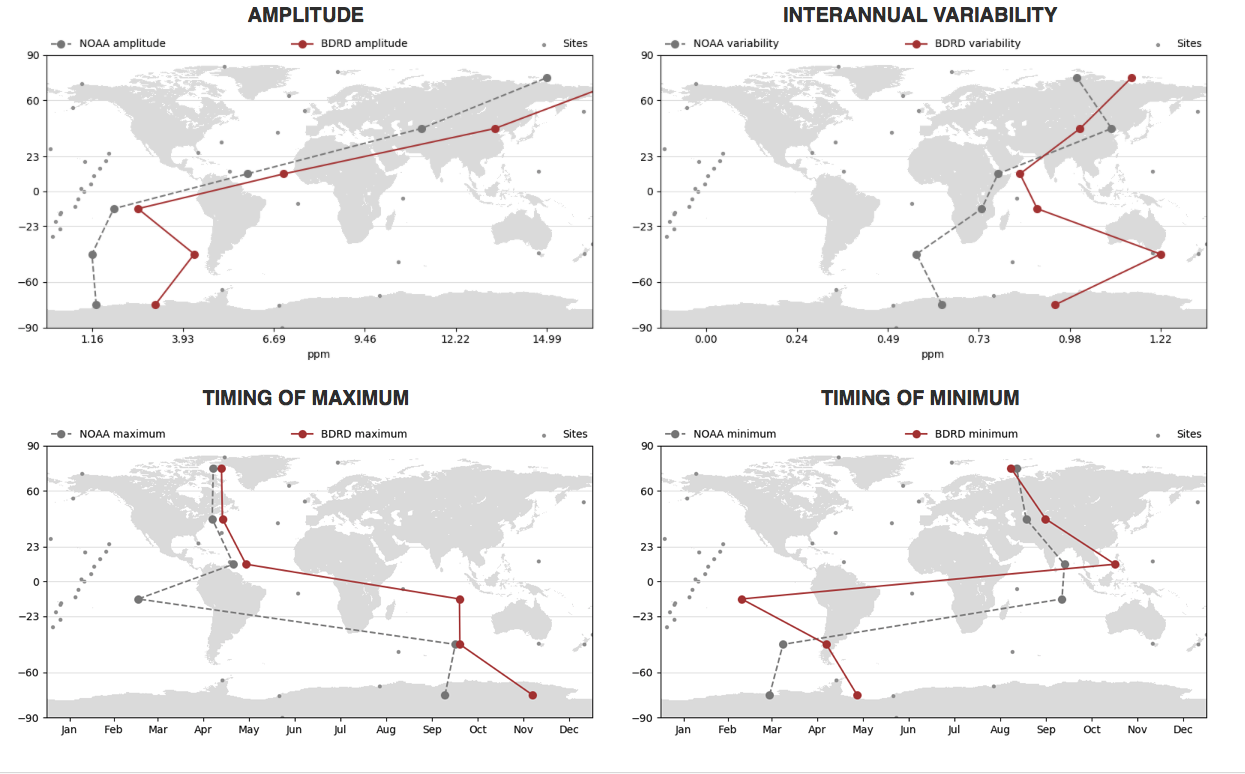 AMPLITUDE
NOAA amplitude BDRD amplitude Sites
90
60
23
0
−23
−60
−90
1.16 3.93 6.69 9.46 12.22 14.99
ppm
INTERANNUAL VARIABILITY
NOAA variability BDRD variability Sites
90
60
23
0
−23
−60
−90
0.00 0.24 0.49 0.73 0.98 1.22
ppm
TIMING OF MAXIMUM
NOAA maximum BDRD maximum Sites
90
60
23
0
−23
−60
−90
Jan Feb Mar Apr May Jun Jul Aug Sep Oct Nov Dec
TIMING OF MINIMUM
NOAA minimum BDRD minimum Sites
90
60
23
0
−23
−60
−90
Jan Feb Mar Apr May Jun Jul Aug Sep Oct Nov Dec